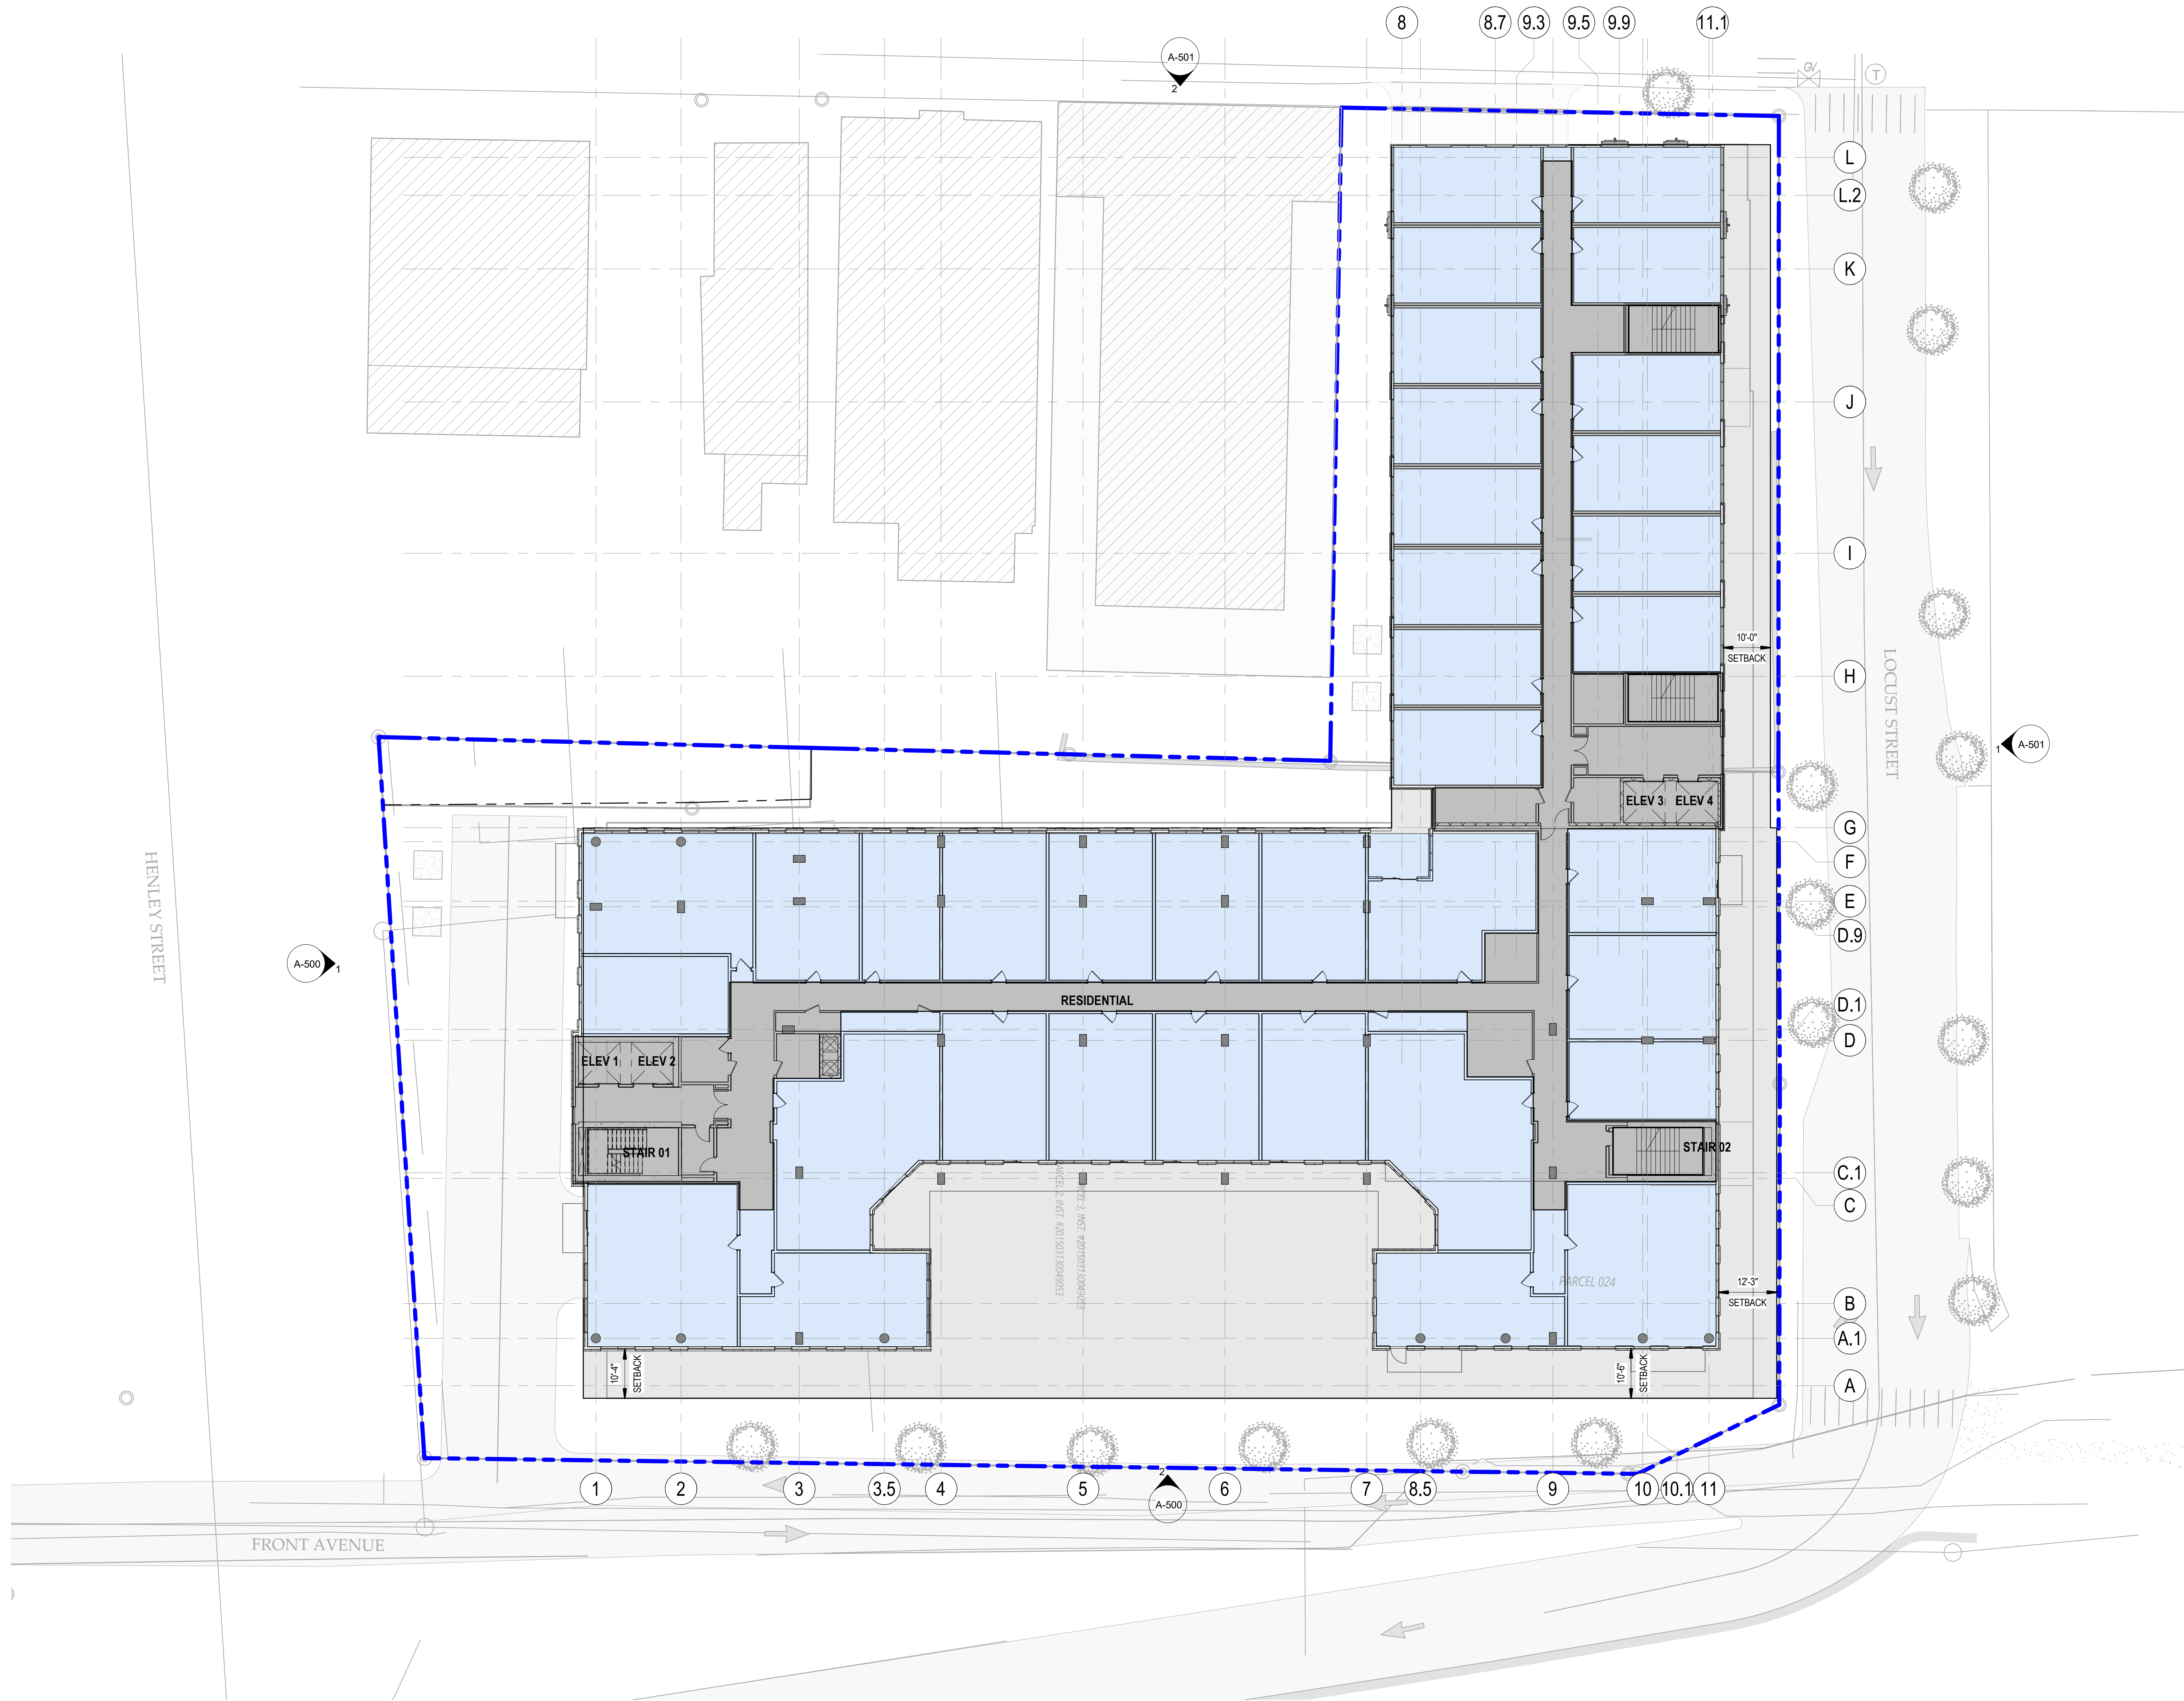 8
8.7
9.3
9.5
9.9
11.1
A-501
2
GV
T
L
L.2
K
J
I
H
G
F
E
D.9
D.1
D
C.1
C
B
A.1
A
10'-0"
SETBACK
LOCUST STREET
1
A-501
HENLEY STREET
A-500
1
ELEV 3
ELEV 4
RESIDENTIAL
ELEV 1
ELEV 2
STAIR 01
STAIR 02
PARCEL 024
12'-3"
SETBACK
10'-4"
SETBACK
10'-6"
SETBACK
1
2
3
3.5
4
5
6
7
8.5
9
10
10.1
11
2
A-500
FRONT AVENUE